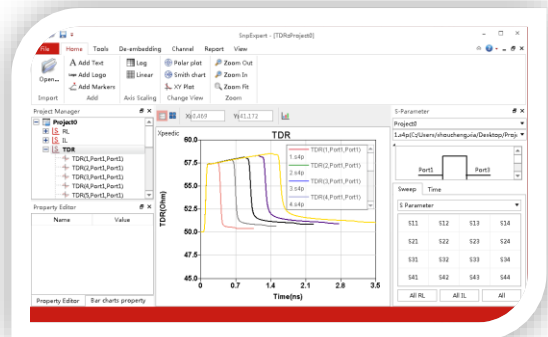 SnpExpert - [TDRsProject0]
File Home Tools De-embedding Channel Report View
Open...
Add Text
Add Logo
Add Markers
Log
Linear
Polar plot
Smith chart
XY Plot
Zoom Out
Zoom In
Zoom Fit
Import Add Axis Scaling Change View Zoom
Project Manager
Project0
RL
IL
TDR
TDR(1,Port1,Port1)
TDR(2,Port1,Port1)
TDR(3,Port1,Port1)
TDR(4,Port1,Port1)
TDR(5,Port1,Port1)
Property Editor
Name Value
Property Editor Bar charts property
Xpeedic
TDR
TDR(Ohm)
60.0
57.5
55.0
52.5
50.0
47.5
45.0
0 0.7 1.4 2.1 2.8 3.5
Time(ns)
TDR(1,Port1,Port1)
1.s4p
TDR(2,Port1,Port1)
2.s4p
TDR(3,Port1,Port1)
3.s4p
TDR(4,Port1,Port1)
4.s4p
S-Parameter
Project0
Port1 Port3
Sweep Time
S Parameter
S11 S12 S13 S14
S21 S22 S23 S24
S31 S32 S33 S34
S41 S42 S43 S44
All RL All IL All